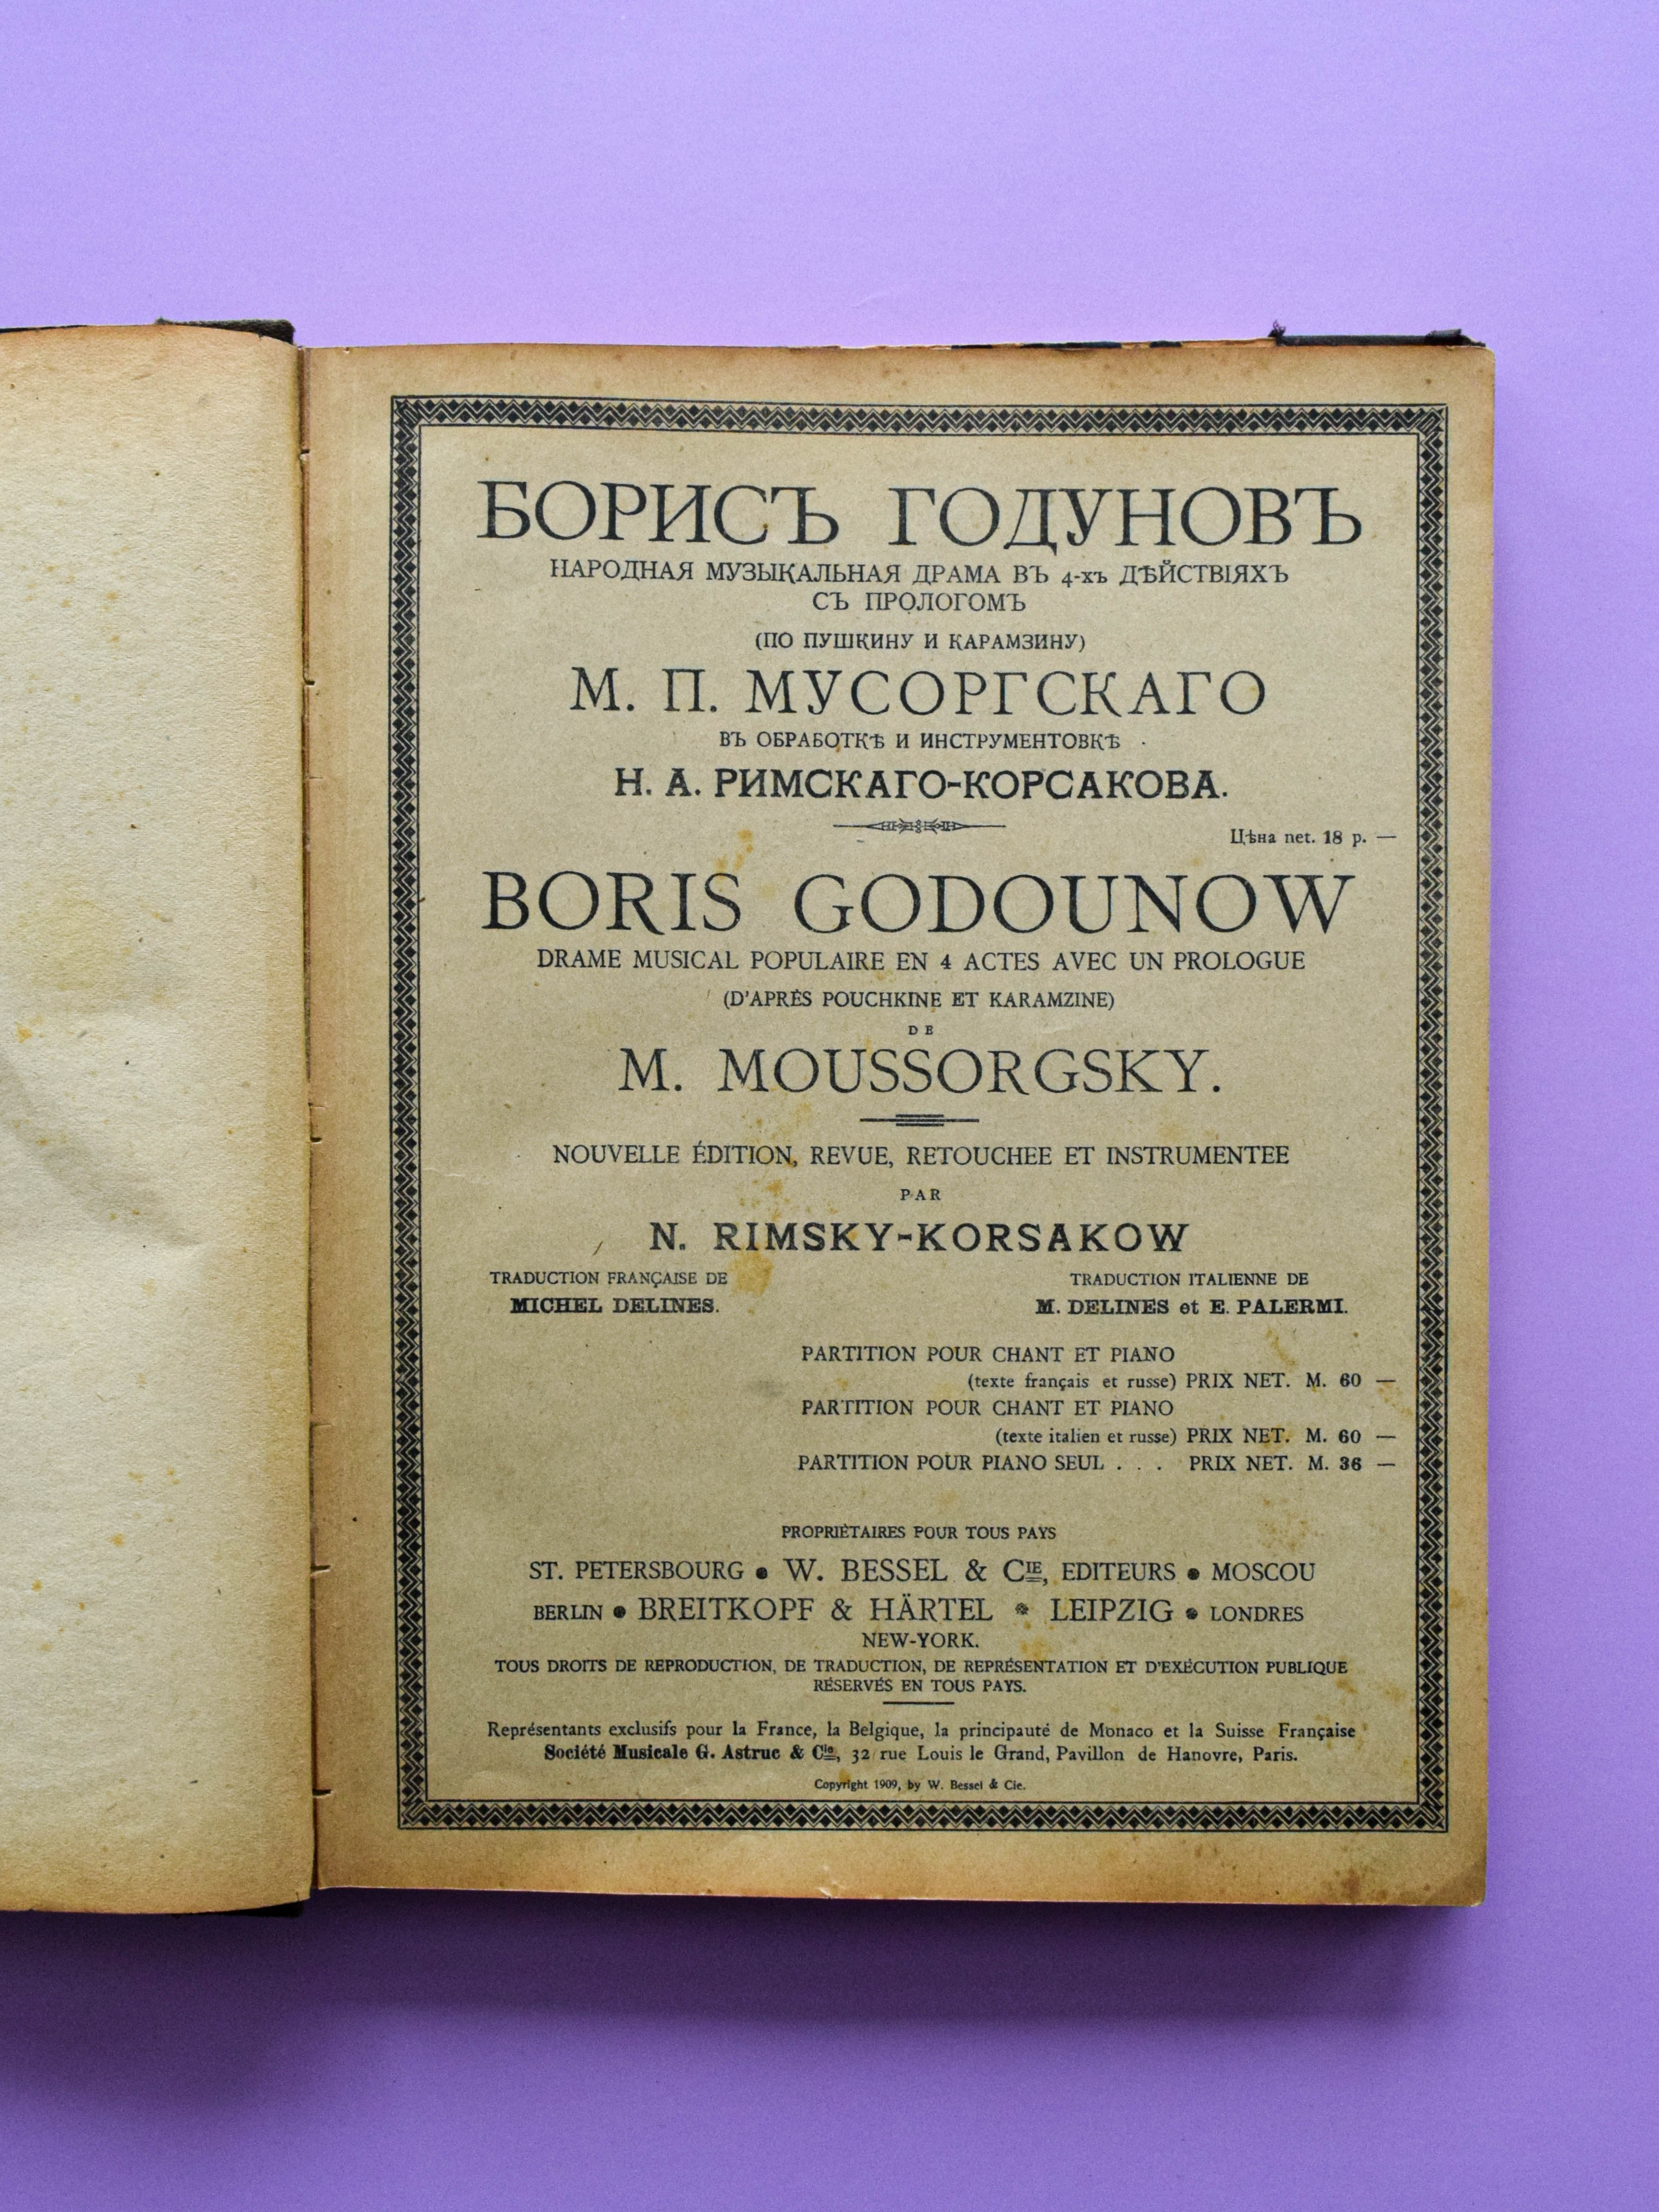 БОРИСЪ ГОДУНОВЪ
НАРОДНАЯ МУЗЫКАЛЬНАЯ ДРАМА ВЪ 4-хъ ДѢЙСТВІЯХЪ
СЪ ПРОЛОГОМЪ
(ПО ПУШКИНУ И КАРАМЗИНУ)
М. П. МУСОРГСКАГО
ВЪ ОБРАБОТКѢ И ИНСТРУМЕНТОВКѢ
Н. А. РИМСКАГО-КОРСАКОВА.
Цѣна net. 18 р. —
BORIS GODOUNOW
DRAME MUSICAL POPULAIRE EN 4 ACTES AVEC UN PROLOGUE
(D'APRÉS POUCHKINE ET KARAMZINE)
DE
M. MOUSSORGSKY.
NOUVELLE ÉDITION, REVUE, RETOUCHEE ET INSTRUMENTEE
PAR
N. RIMSKY-KORSAKOW
TRADUCTION FRANÇAISE DE
MICHEL DELINES.
TRADUCTION ITALIENNE DE
M. DELINES et E. PALERMI.
PARTITION POUR CHANT ET PIANO
(texte français et russe) PRIX NET. M. 60 —
PARTITION POUR CHANT ET PIANO
(texte italien et russe) PRIX NET. M. 60 —
PARTITION POUR PIANO SEUL . . . PRIX NET. M. 36 —
PROPRIÉTAIRES POUR TOUS PAYS
ST. PETERSBOURG • W. BESSEL & CIE, EDITEURS • MOSCOU
BERLIN • BREITKOPF & HÄRTEL • LEIPZIG • LONDRES
NEW-YORK.
TOUS DROITS DE REPRODUCTION, DE TRADUCTION, DE REPRÉSENTATION ET D'EXÉCUTION PUBLIQUE
RÉSERVÉS EN TOUS PAYS.
Représentants exclusifs pour la France, la Belgique, la principauté de Monaco et la Suisse Française
Société Musicale G. Astruc & Cie, 32 rue Louis le Grand, Pavillon de Hanovre, Paris.
Copyright 1909, by W. Bessel & Cie.